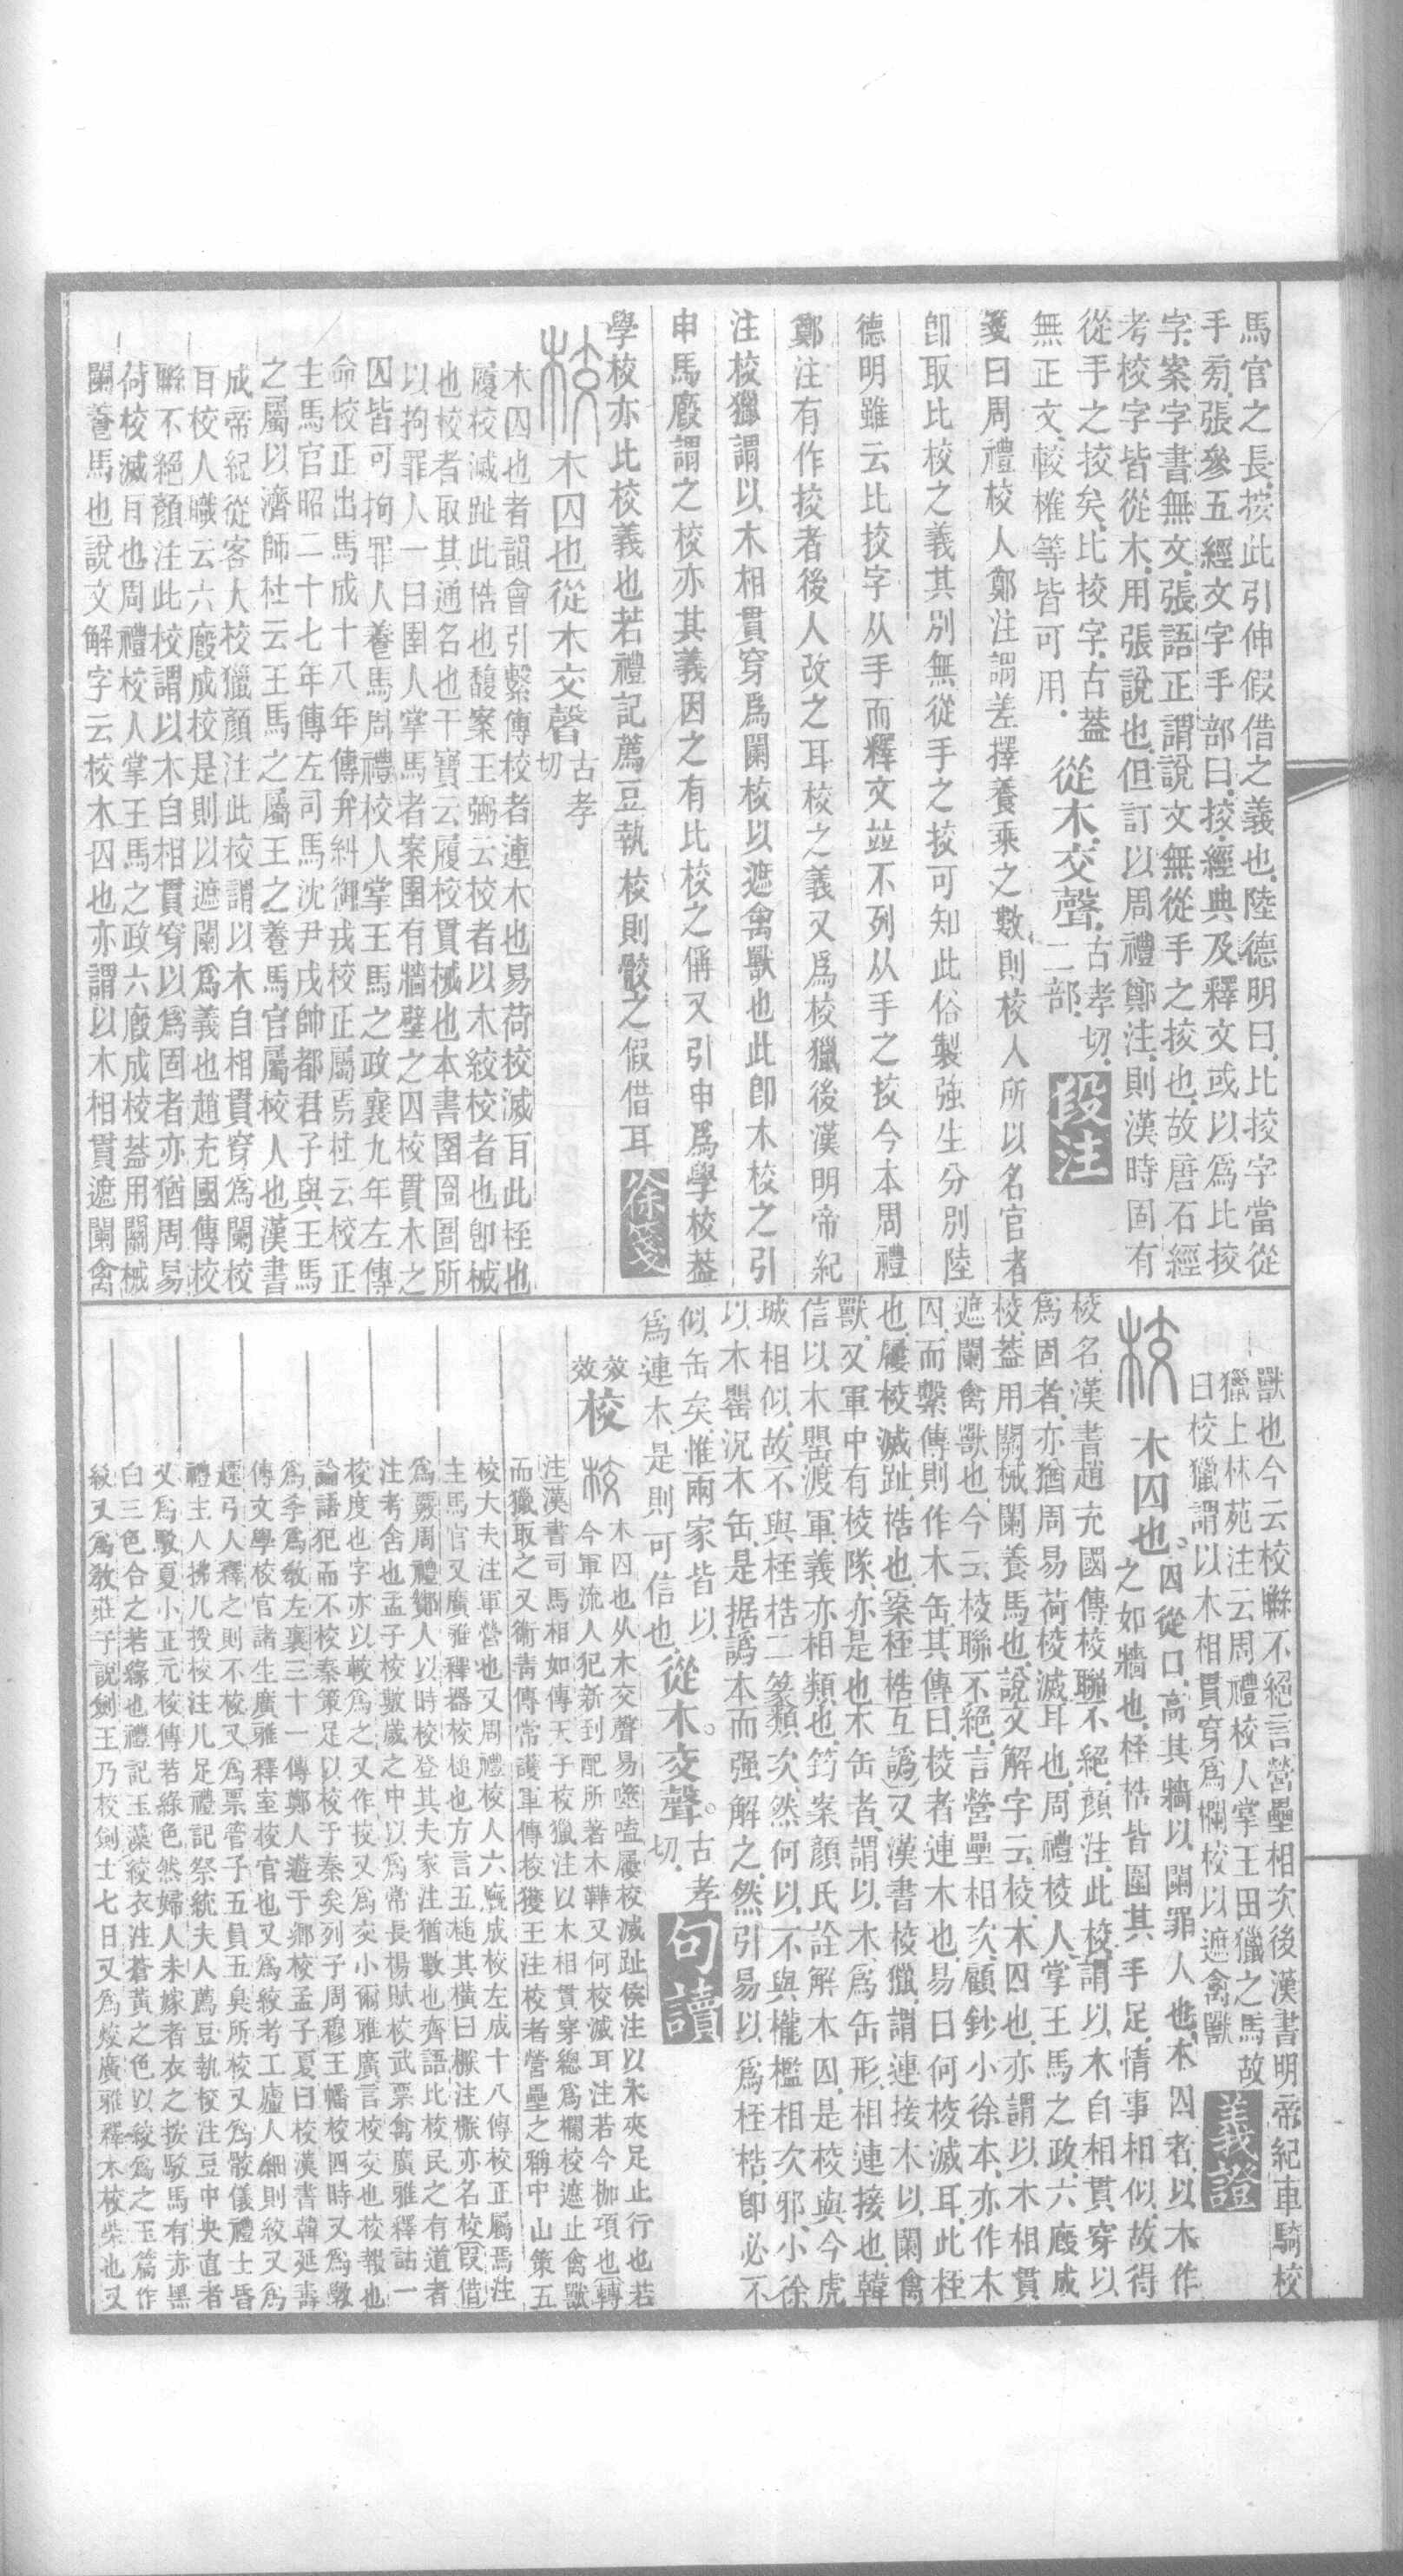 馬官之長按此引伸假借之義也陸德明曰比挍字當從
手旁張參五經文字手部曰挍經典及釋文或以爲比挍
字案字書無文張語正謂說文無從手之挍也故唐石經
考校字皆從木用張說也但訂以周禮鄭注則漢時固有
從手之挍矣比校字古蓋
無正文較榷等皆可用
從木交聲
古孝切
二部
段注
箋曰周禮校人鄭注謂差擇養乘之數則校人所以名官者
卽取比校之義其別無從手之挍可知此俗製強生分別陸
德明雖云比挍字从手而釋文並不列从手之挍今本周禮
鄭注有作挍者後人改之耳校之義又爲校獵後漢明帝紀
注校獵謂以木相貫穿爲闌校以遮禽獸也此卽木校之引
申馬廄謂之校亦其義因之有比校之偁又引申爲學校蓋
學校亦比校義也若禮記薦豆執校則骹之假借耳
徐箋
校
木囚也從木交聲
古孝
切
木囚也者韻會引繫傳校者連木也易荷校滅耳此桎也
屨校滅趾此梏也馥案王弼云校者以木絞校者也卽械
也校者取其通名也干寶云屨校貫械也本書圉囹圄所
以拘罪人一曰圉人掌馬者案圉有牆壁之囚校貫木之
囚皆可拘罪人養馬周禮校人掌王馬之政襄九年左傳
命校正出馬成十八年傳弁糾御戎校正屬焉杜云校正
主馬官昭二十七年傳左司馬沈尹戌帥都君子與王馬
之屬以濟師杜云王馬之屬王之養馬官屬校人也漢書
成帝紀從客大校獵顏注此校謂以木自相貫穿爲闌校
耳校人職云六廄成校是則以遮闌爲義也趙充國傳校
聯不絕顏注此校謂以木自相貫穿以爲固者亦猶周易
荷校滅耳也周禮校人掌王馬之政六廄成校蓋用關械
闌養馬也說文解字云校木囚也亦謂以木相貫遮闌禽
獸也今云校聯不絕言營壘相次後漢書明帝紀車騎校
獵上林苑注云周禮校人掌王田獵之馬故
曰校獵謂以木相貫穿爲欄校以遮禽獸
義證
校
木囚也
囚從口高其牆以闌罪人也木囚者以木作
之如牆也桎梏皆圍其手足情事相似故得
校名漢書趙充國傳校聯不絕顏注此校謂以木自相貫穿以
爲固者亦猶周易荷校滅耳也周禮校人掌王馬之政六廄成
校蓋用關械闌養馬也說文解字云校木囚也亦謂以木相貫
遮闌禽獸也今云校聯不絕言營壘相次顧鈔小徐本亦作木
囚而繫傳則作木缶其傳曰校者連木也易曰何校滅耳此桎
也屨校滅趾梏也案桎梏互譌又漢書校獵謂連接木以闌禽
獸又軍中有校隊亦是也木缶者謂以木爲缶形相連接也韓
信以木罌渡軍義亦相類也筠案顏氏詮解木囚是校與今虎
城相似故不與桎梏二篆類次然何以不與櫳檻相次邪小徐
以木罌況木缶是据譌本而强解之然引易以爲桎梏卽必不
似缶矣惟兩家皆以
爲連木是則可信也
從木交聲
古孝
切
句讀
效
效
校
校
木囚也从木交聲易噬嗑屨校滅趾侯注以木夾足止行也若
今軍流人犯新到配所著木鞾又何校滅耳注若今枷項也轉
注漢書司馬相如傳天子校獵注以木相貫穿總爲欄校遮止禽獸
而獵取之又衛靑傳常護軍傳校獲王注校者營壘之稱中山策五
校大夫注軍營也又周禮校人六廄成校左成十八傳校正屬焉注
主馬官又廣雅釋器校槌也方言五槌其橫曰㮳注㮳亦名校叚借
爲覈周禮鄉人以時校登其夫家注猶數也齊語比校民之有道者
注考舍也孟子校數歲之中以爲常長楊賦校武票禽廣雅釋詁一
校度也字亦以較爲之又作挍又爲交小爾雅廣言校交也校報也
論語犯而不校秦策足以校于秦矣列子周穆王幡校四時又爲斆
爲季爲教左襄三十一傳鄭人遊于鄉校孟子夏曰校漢書韓延壽
傳文學校官諸生廣雅釋室校官也又爲絞考工廬人細則絞又爲
趫弓人釋之則不校又爲票管子五員五臬所校又爲骹儀禮士昏
禮主人拂几授校注几足禮記祭統夫人薦豆執校注豆中央直者
又爲駁夏小正元校傳若綠色然婦人未嫁者衣之按駁馬有赤黑
白三色合之若綠也禮記玉藻絞衣注蒼黃之色以絞爲之玉篇作
絞又爲教莊子說劍王乃校劍士七日又爲烄廣雅釋木校柴也又